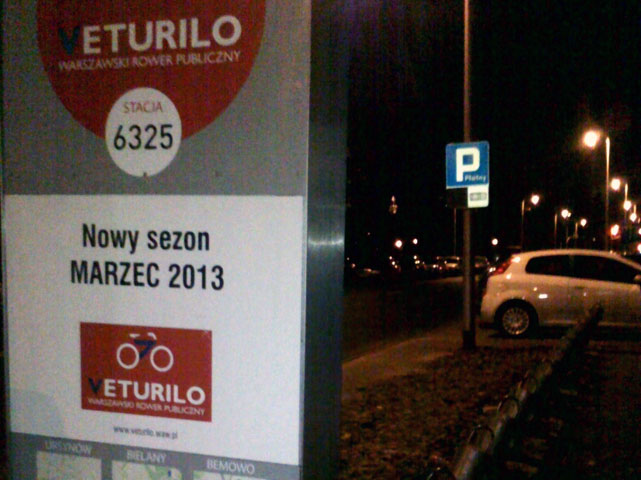 VETURILO
WARSZAWSKI ROWER PUBLICZNY
STACJA
6325
Nowy sezon
MARZEC 2013
VETURILO
WARSZAWSKI ROWER PUBLICZNY
www.veturilo.waw.pl
URSYNÓW
BIELANY
BEMOWO
P
Płatny